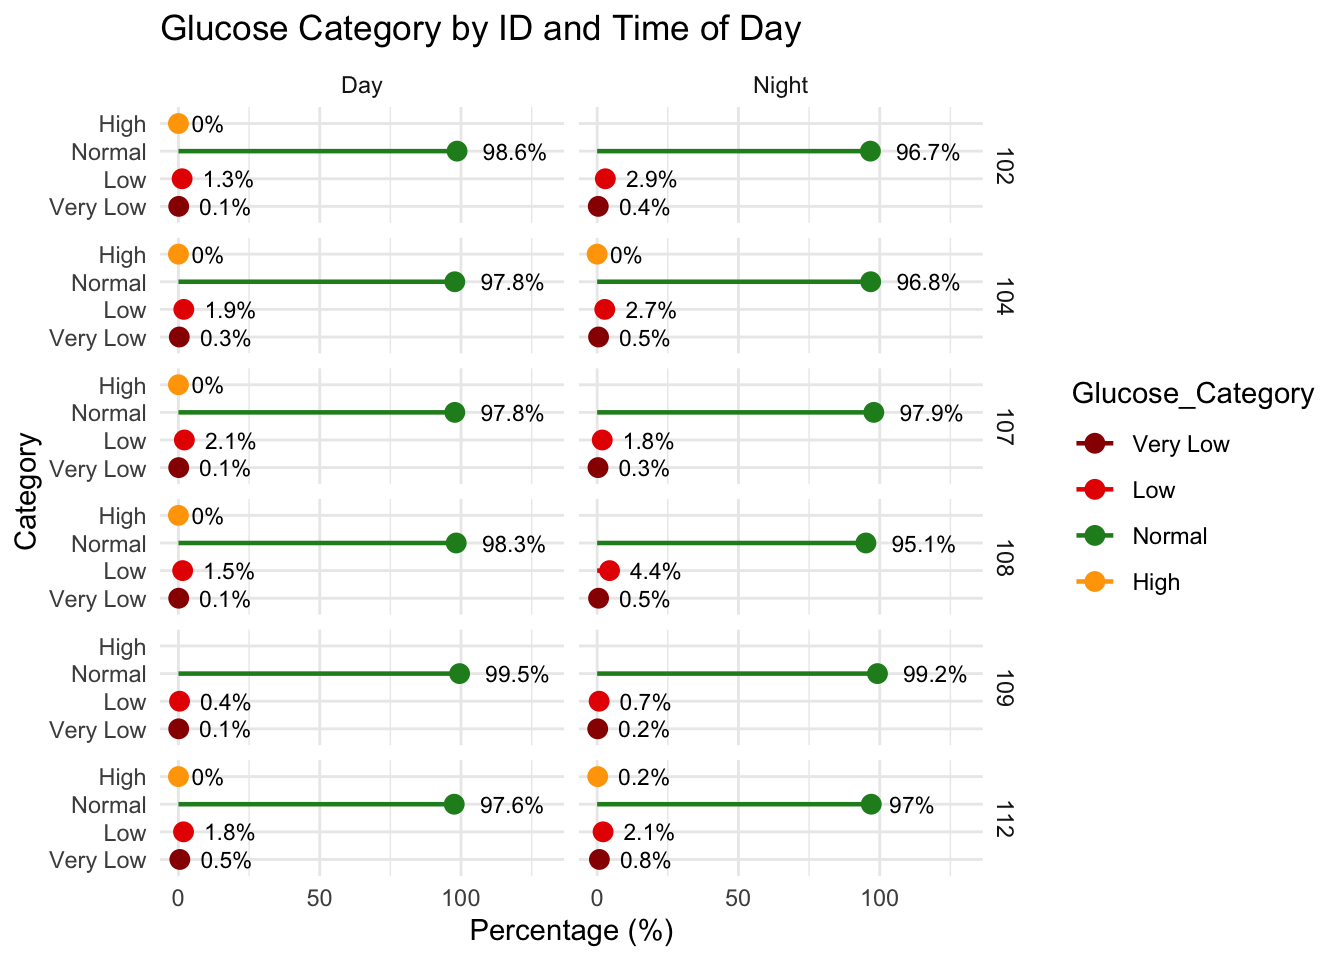 Glucose Category by ID and Time of Day
Day Night
High 0%
Normal 98.6% 96.7%
Low 1.3% 2.9%
Very Low 0.1% 0.4%
102
High 0% 0%
Normal 97.8% 96.8%
Low 1.9% 2.7%
Very Low 0.3% 0.5%
104
High 0%
Normal 97.8% 97.9%
Low 2.1% 1.8%
Very Low 0.1% 0.3%
107
High 0%
Normal 98.3% 95.1%
Low 1.5% 4.4%
Very Low 0.1% 0.5%
108
High
Normal 99.5% 99.2%
Low 0.4% 0.7%
Very Low 0.1% 0.2%
109
High 0% 0.2%
Normal 97.6% 97%
Low 1.8% 2.1%
Very Low 0.5% 0.8%
112
0 50 100 0 50 100
Percentage (%)
Category
Glucose_Category
Very Low
Low
Normal
High